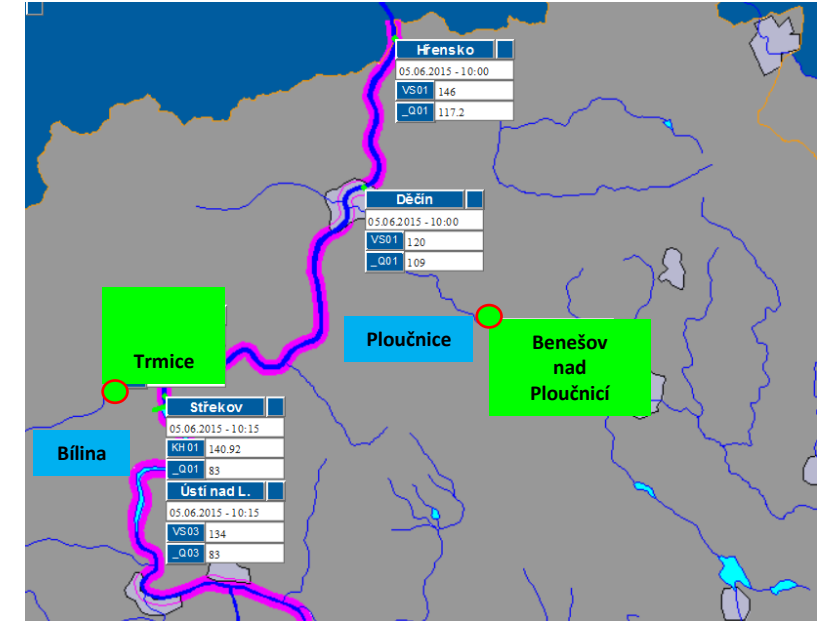 Hřensko
05.06.2015 - 10:00
VS01 146
_Q01 117.2
Děčín
05.06.2015 - 10:00
VS01 120
_Q01 109
Trmice
Ploučnice
Benešov
nad
Ploučnicí
Bílina
Střekov
05.06.2015 - 10:15
KH01 140.92
_Q01 83
Ústí nad L.
05.06.2015 - 10:15
VS03 134
_Q03 83